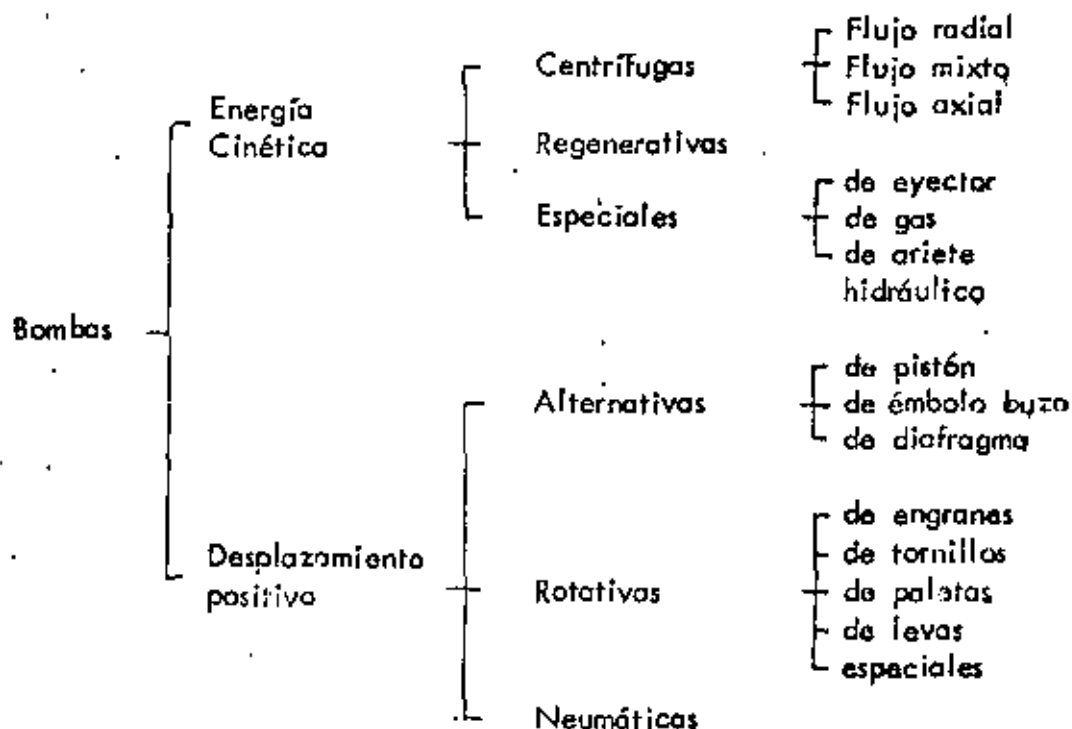 Bombas
Energía
Cinética
Centrífugas
Flujo radial
Flujo mixto
Flujo axial
Regenerativas
Especiales
de eyector
de gas
de ariete
hidráulico
Desplazamiento
positivo
Alternativas
de pistón
de émbolo buzo
de diafragma
Rotativas
de engranes
de tornillos
de paletas
de levas
especiales
Neumáticas